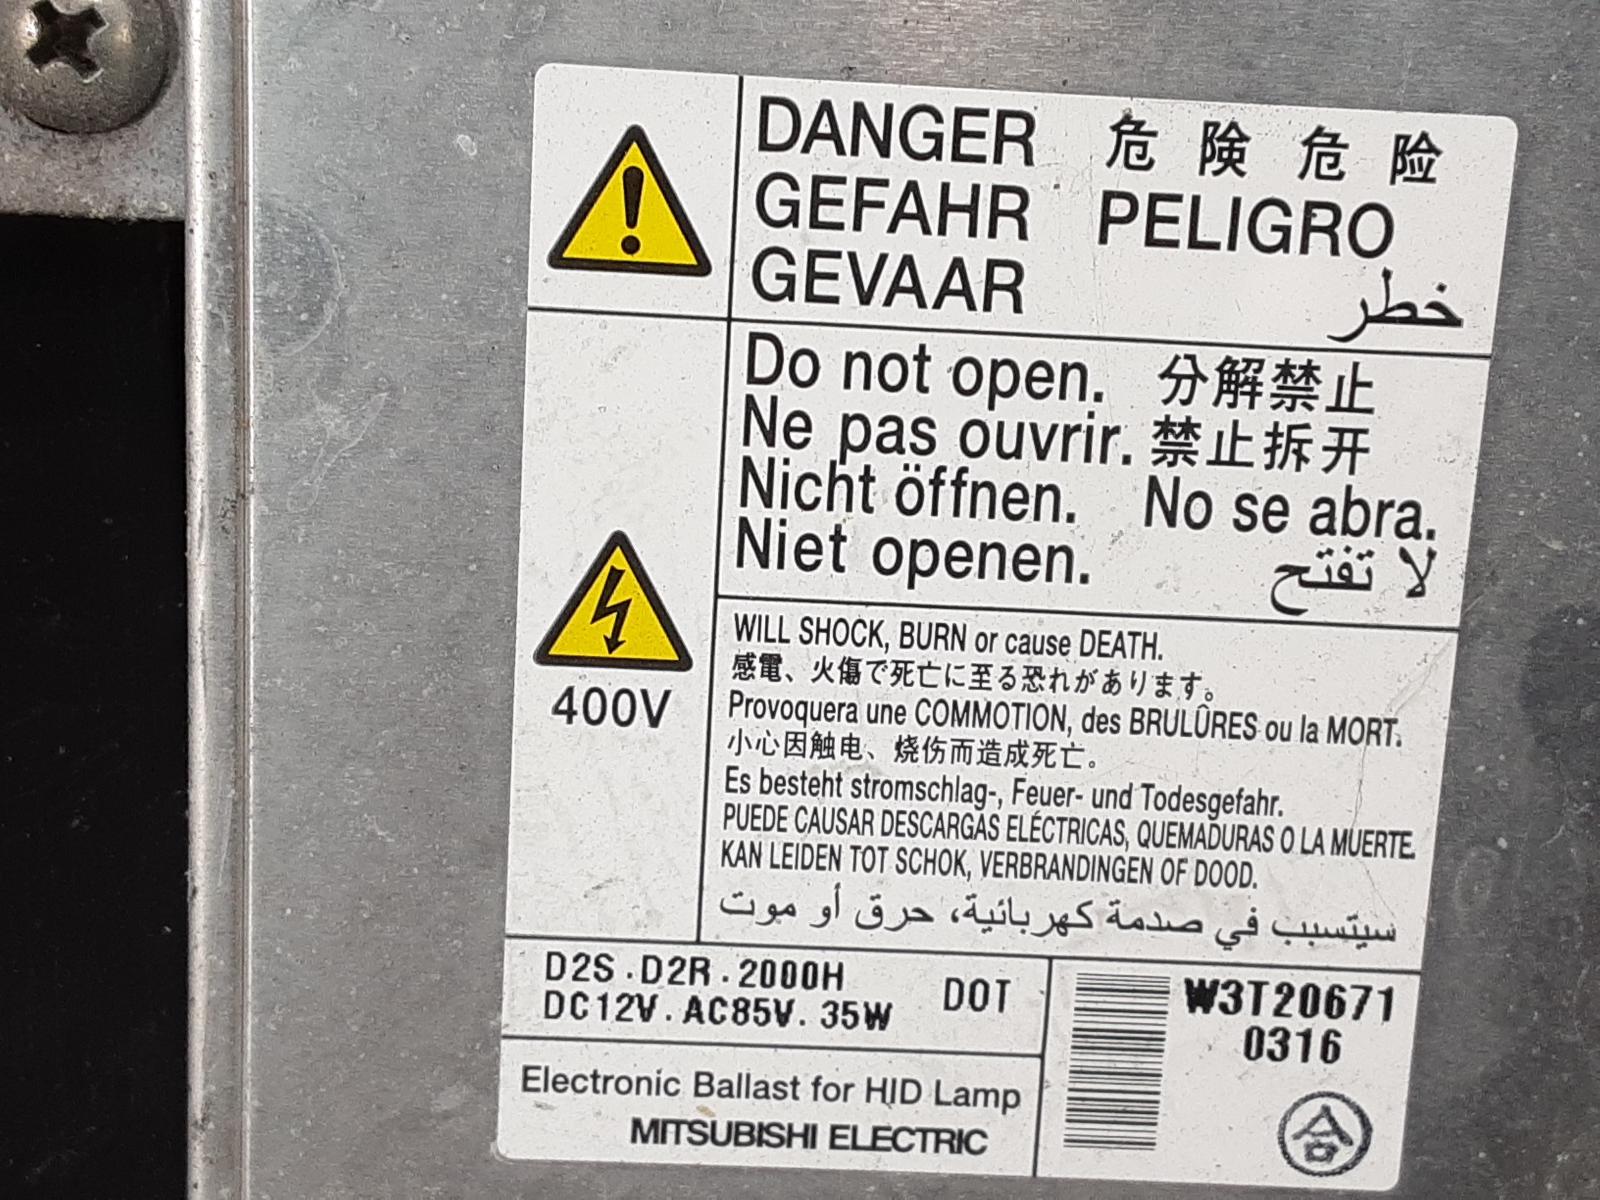 DANGER 危険 危险
GEFAHR PELIGRO
GEVAAR خطر
Do not open. 分解禁止
Ne pas ouvrir. 禁止拆开
Nicht öffnen. No se abra.
Niet openen. لا تفتح
400V
WILL SHOCK, BURN or cause DEATH.
感電、火傷で死亡に至る恐れがあります。
Provoquera une COMMOTION, des BRULÛRES ou la MORT.
小心因触电、烧伤而造成死亡。
Es besteht stromschlag-, Feuer- und Todesgefahr.
PUEDE CAUSAR DESCARGAS ELÉCTRICAS, QUEMADURAS O LA MUERTE.
KAN LEIDEN TOT SCHOK, VERBRANDINGEN OF DOOD.
سيتسبب في صدمة كهربائية، حرق أو موت
D2S . D2R . 2000H DOT
DC12V . AC85V . 35W
Electronic Ballast for HID Lamp
MITSUBISHI ELECTRIC
W3T20671
0316
合